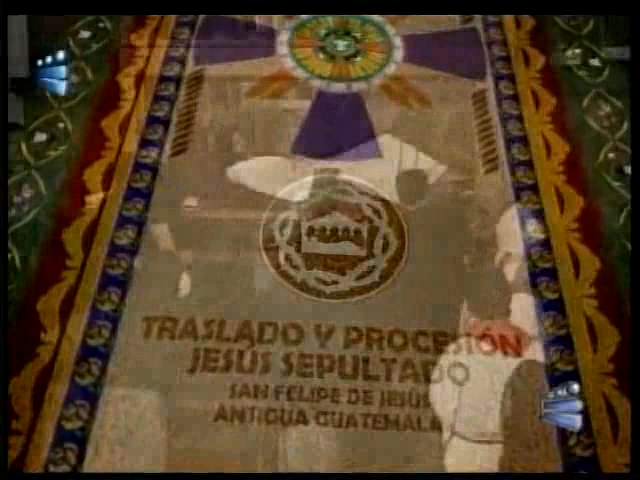 TRASLADO Y PROCESIÓN
JESÚS SEPULTADO
SAN FELIPE DE JESÚS
ANTIGUA GUATEMALA